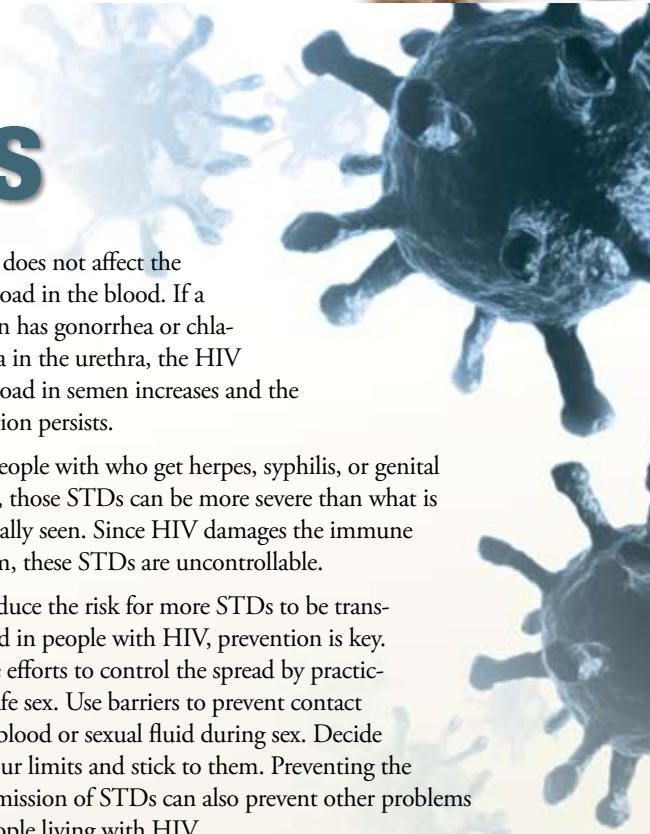 S
does not affect the
oad in the blood. If a
n has gonorrhea or chla-
a in the urethra, the HIV
oad in semen increases and the
ion persists.
eople with who get herpes, syphilis, or genital
, those STDs can be more severe than what is
ally seen. Since HIV damages the immune
m, these STDs are uncontrollable.
duce the risk for more STDs to be trans-
d in people with HIV, prevention is key.
e efforts to control the spread by practic-
fe sex. Use barriers to prevent contact
blood or sexual fluid during sex. Decide
ur limits and stick to them. Preventing the
mission of STDs can also prevent other problems
ople living with HIV.